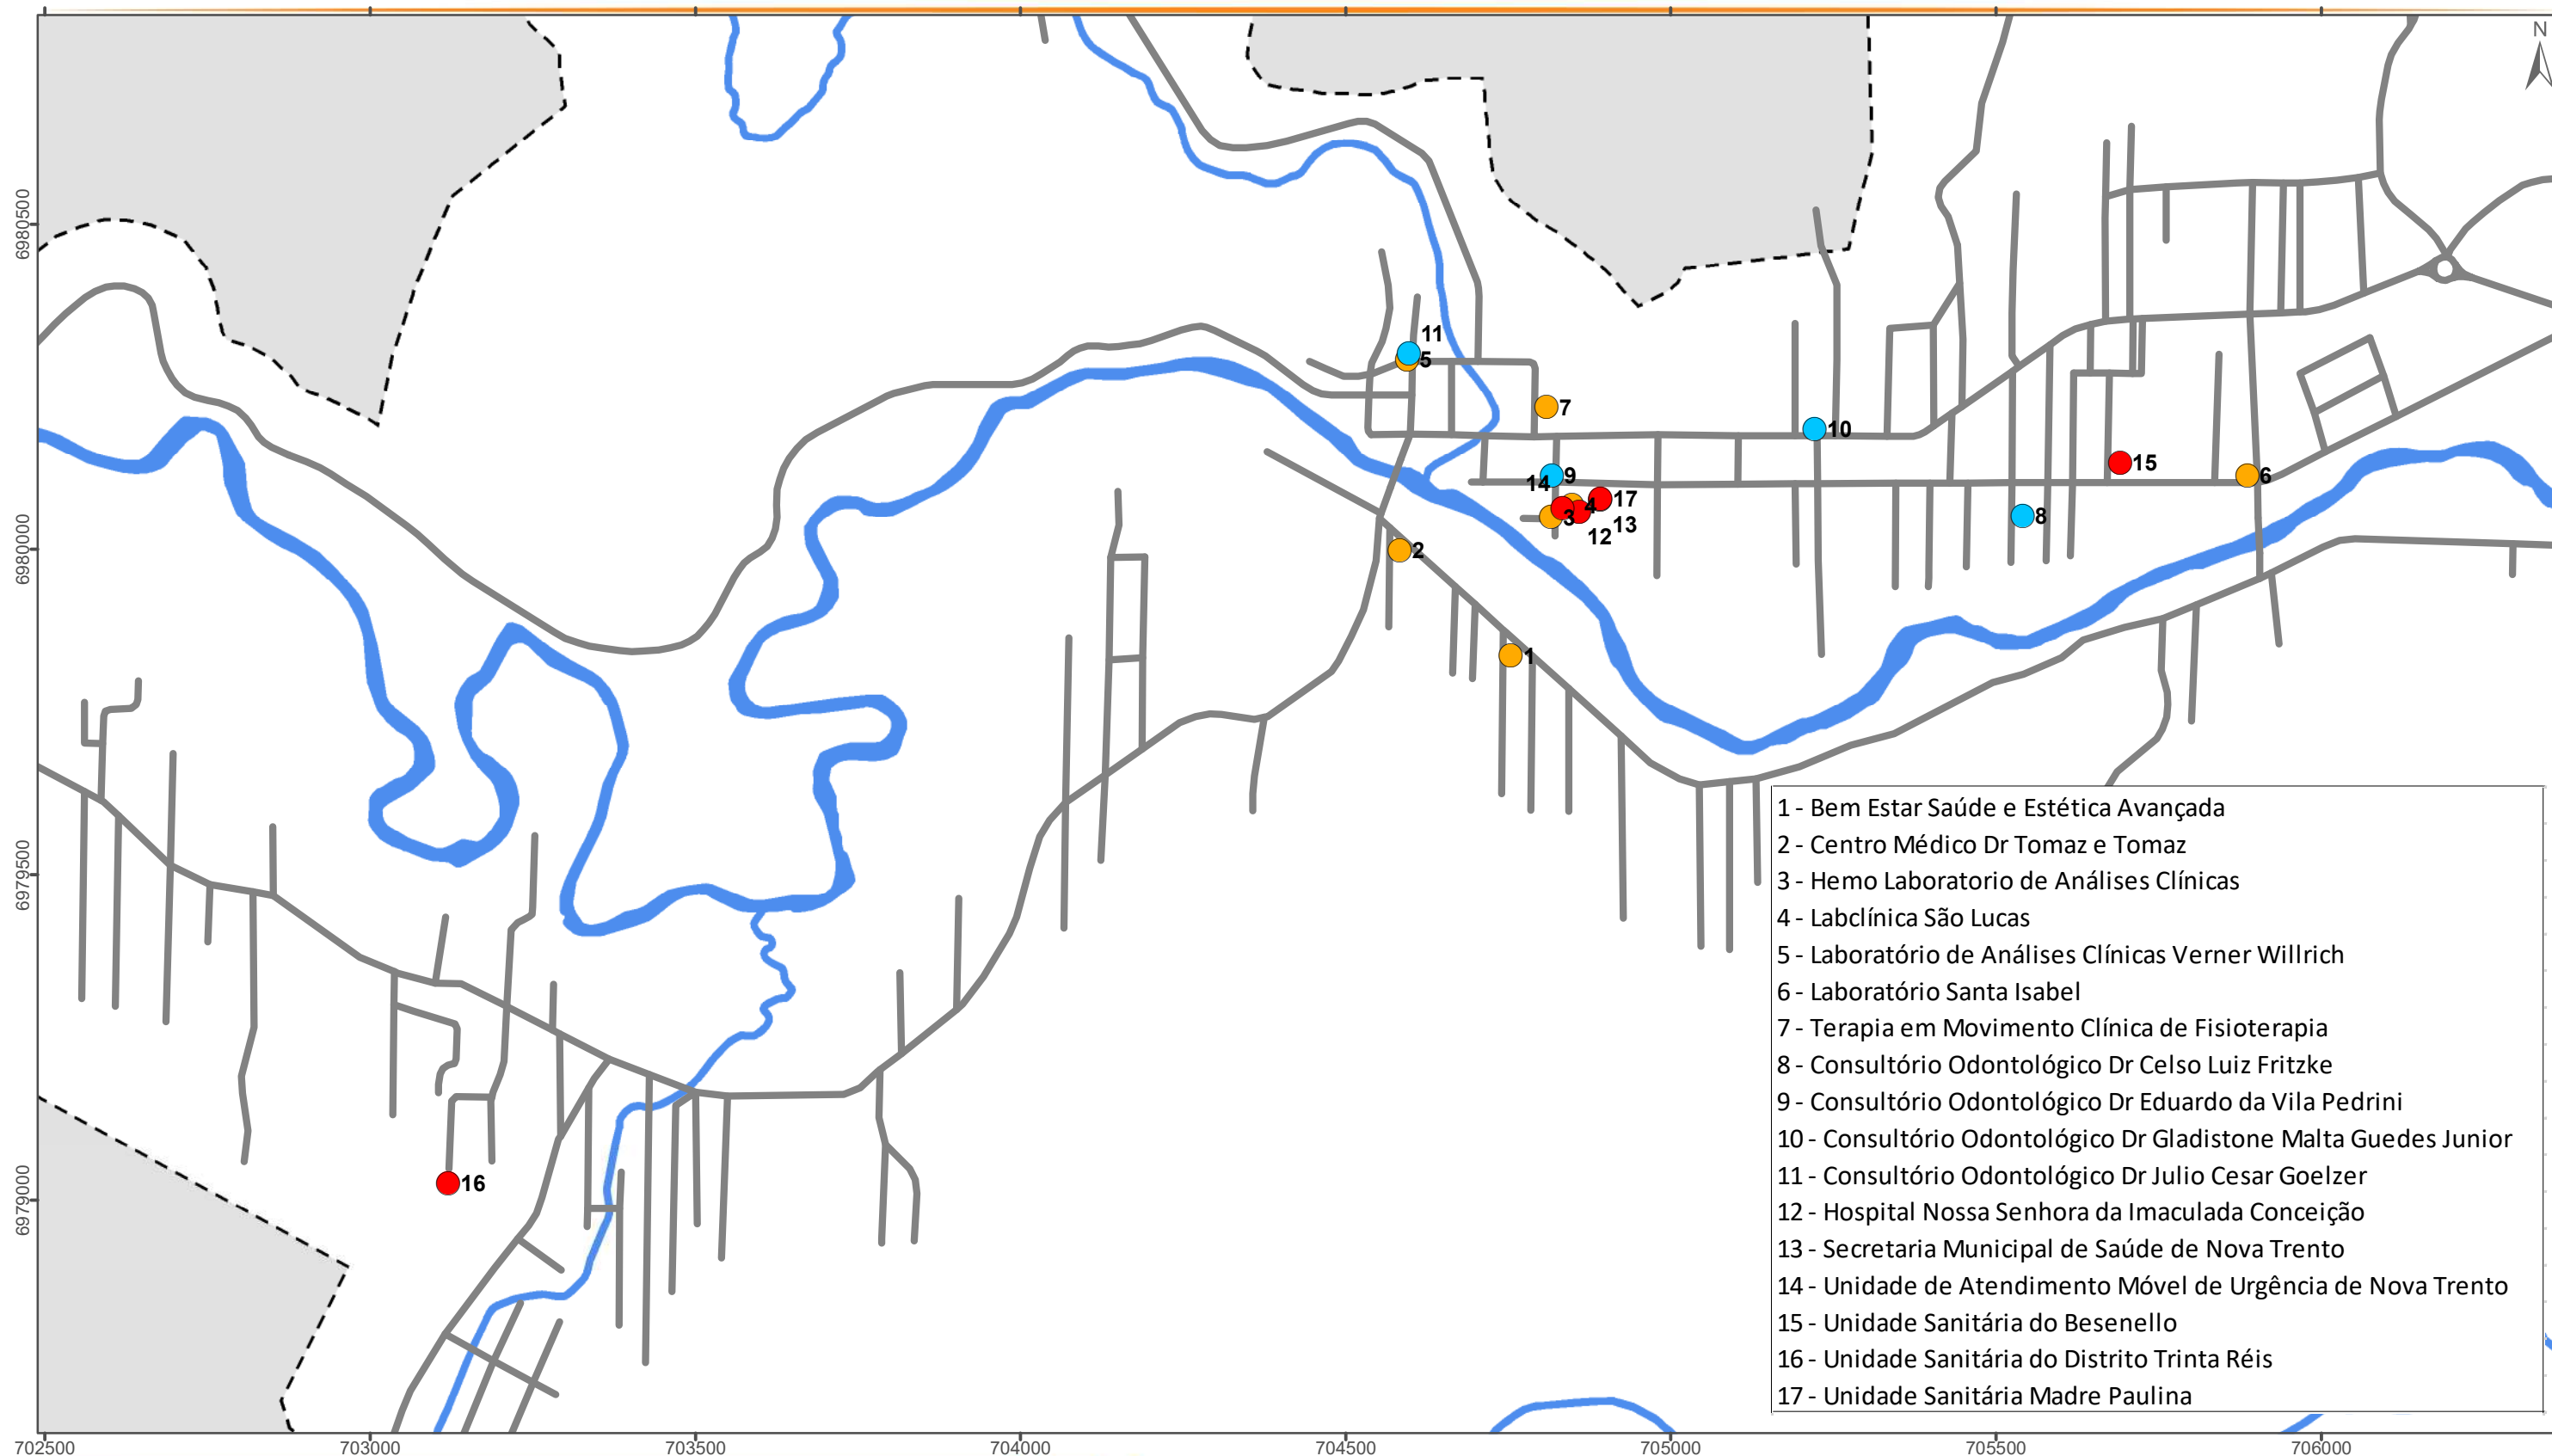 N
6980500
6980000
6979500
6979000
11
5
7
10
9
14
15
6
17
4
3
13
12
8
2
1
16
1 - Bem Estar Saúde e Estética Avançada
2 - Centro Médico Dr Tomaz e Tomaz
3 - Hemo Laboratorio de Análises Clínicas
4 - Labclínica São Lucas
5 - Laboratório de Análises Clínicas Verner Willrich
6 - Laboratório Santa Isabel
7 - Terapia em Movimento Clínica de Fisioterapia
8 - Consultório Odontológico Dr Celso Luiz Fritzke
9 - Consultório Odontológico Dr Eduardo da Vila Pedrini
10 - Consultório Odontológico Dr Gladistone Malta Guedes Junior
11 - Consultório Odontológico Dr Julio Cesar Goelzer
12 - Hospital Nossa Senhora da Imaculada Conceição
13 - Secretaria Municipal de Saúde de Nova Trento
14 - Unidade de Atendimento Móvel de Urgência de Nova Trento
15 - Unidade Sanitária do Besenello
16 - Unidade Sanitária do Distrito Trinta Réis
17 - Unidade Sanitária Madre Paulina
702500 703000 703500 704000 704500 705000 705500 706000